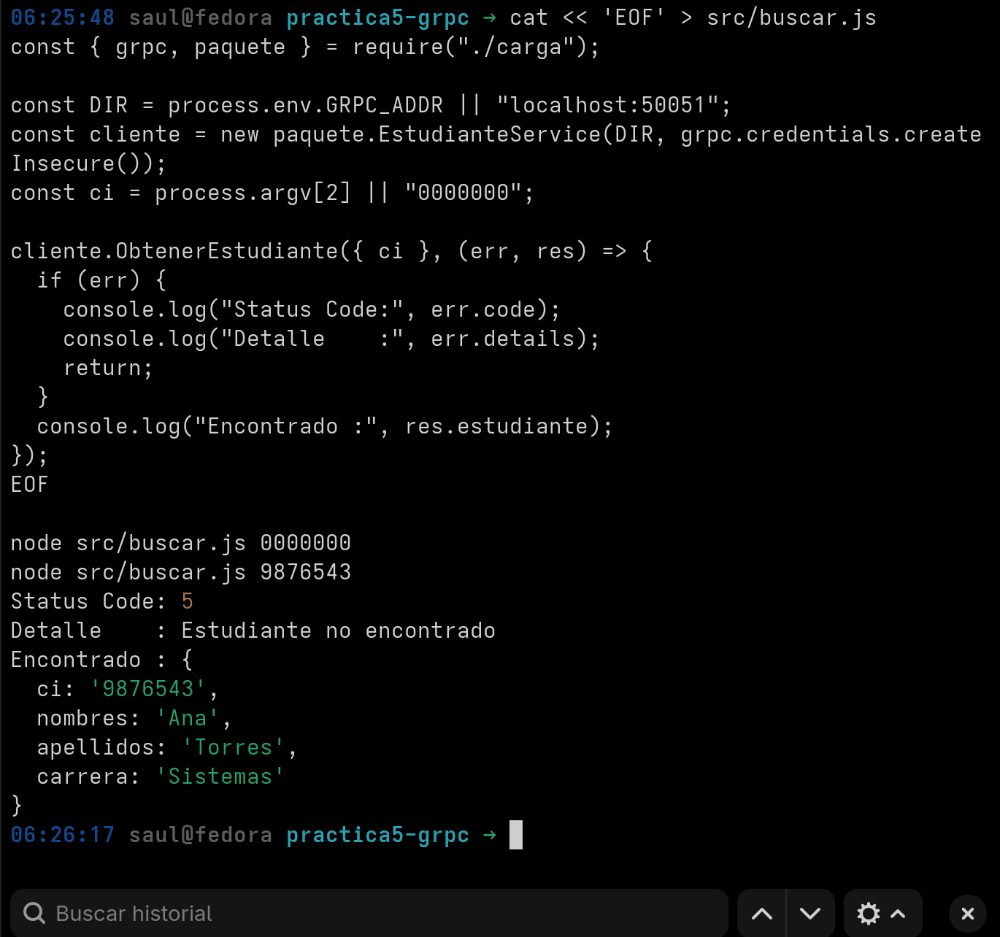 06:25:48 saul@fedora practica5-grpc → cat << 'EOF' > src/buscar.js
const { grpc, paquete } = require("./carga");

const DIR = process.env.GRPC_ADDR || "localhost:50051";
const cliente = new paquete.EstudianteService(DIR, grpc.credentials.create
Insecure());
const ci = process.argv[2] || "0000000";

cliente.ObtenerEstudiante({ ci }, (err, res) => {
  if (err) {
    console.log("Status Code:", err.code);
    console.log("Detalle    :", err.details);
    return;
  }
  console.log("Encontrado :", res.estudiante);
});
EOF

node src/buscar.js 0000000
node src/buscar.js 9876543
Status Code: 5
Detalle    : Estudiante no encontrado
Encontrado : {
  ci: '9876543',
  nombres: 'Ana',
  apellidos: 'Torres',
  carrera: 'Sistemas'
}
06:26:17 saul@fedora practica5-grpc →
Buscar historial